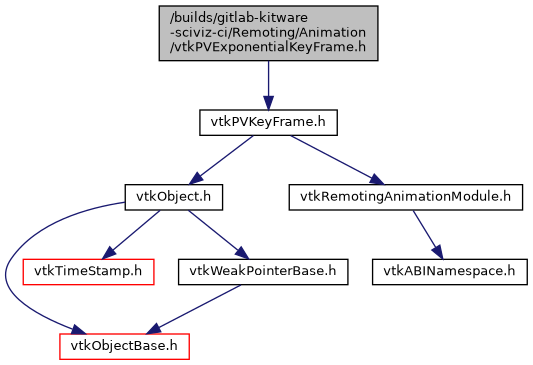 /builds/gitlab-kitware
-sciviz-ci/Remoting/Animation
/vtkPVExponentialKeyFrame.h
vtkPVKeyFrame.h
vtkObject.h
vtkRemotingAnimationModule.h
vtkTimeStamp.h
vtkWeakPointerBase.h
vtkABINamespace.h
vtkObjectBase.h